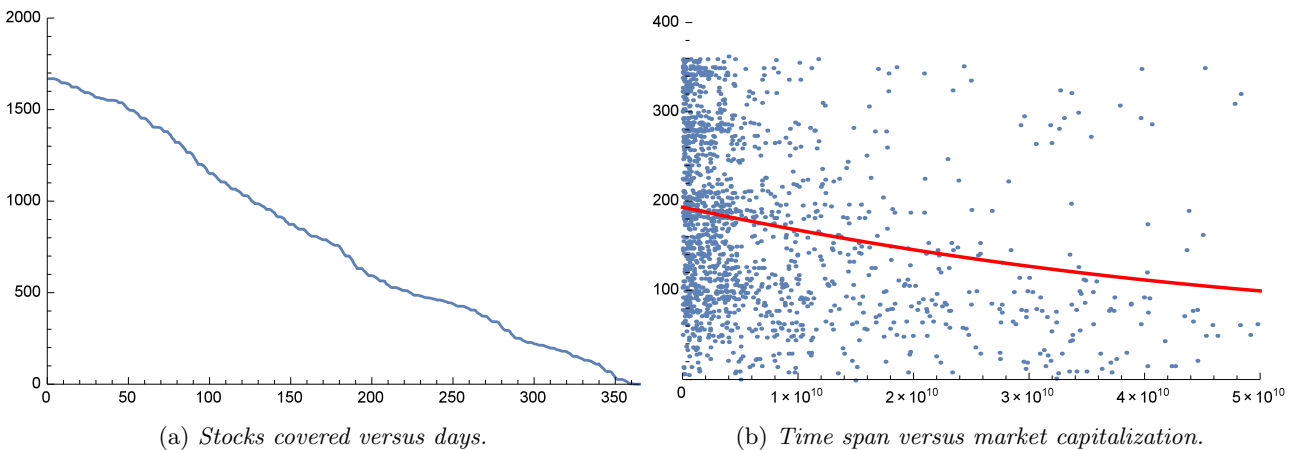 2000
1500
1000
500
0
0 50 100 150 200 250 300 350
(a) Stocks covered versus days.
400
300
200
100
0 1 × 10¹⁰ 2 × 10¹⁰ 3 × 10¹⁰ 4 × 10¹⁰ 5 × 10¹⁰
(b) Time span versus market capitalization.